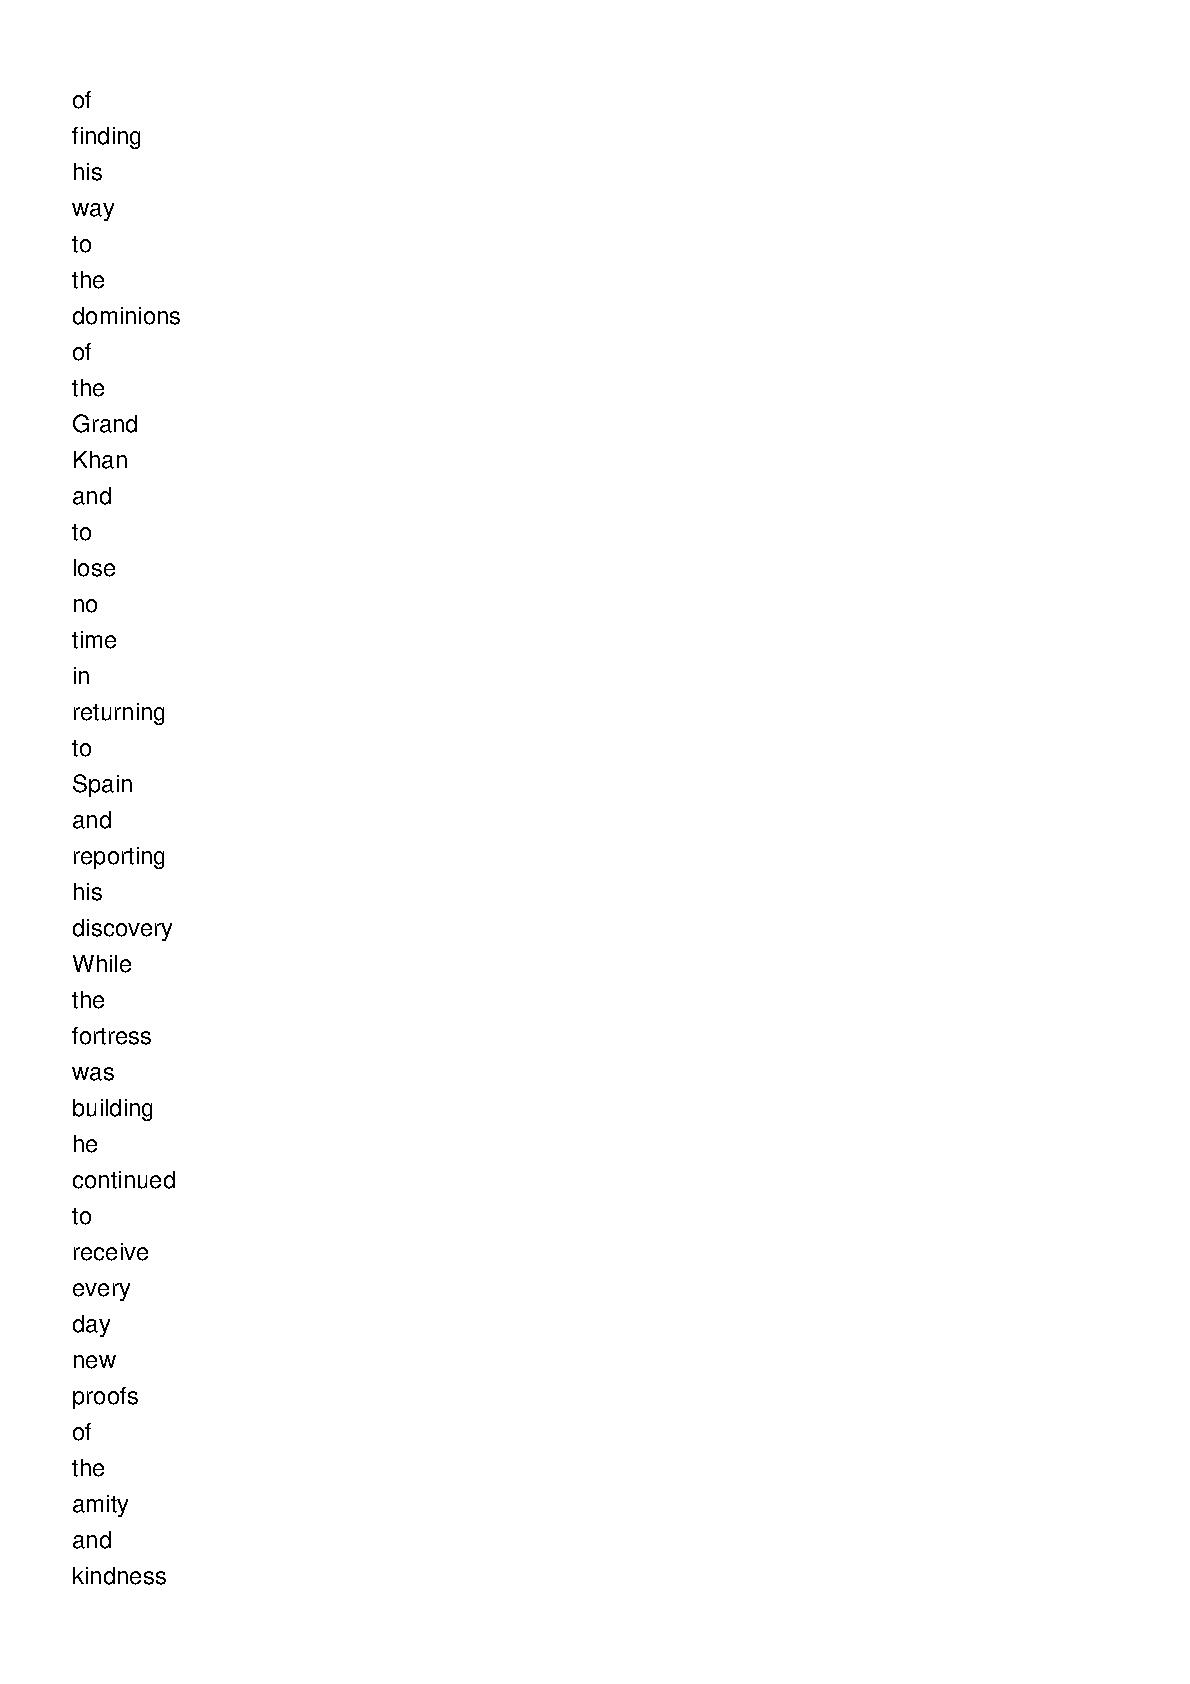 of
finding
his
way
to
the
dominions
of
the
Grand
Khan
and
to
lose
no
time
in
returning
to
Spain
and
reporting
his
discovery
While
the
fortress
was
building
he
continued
to
receive
every
day
new
proofs
of
the
amity
and
kindness